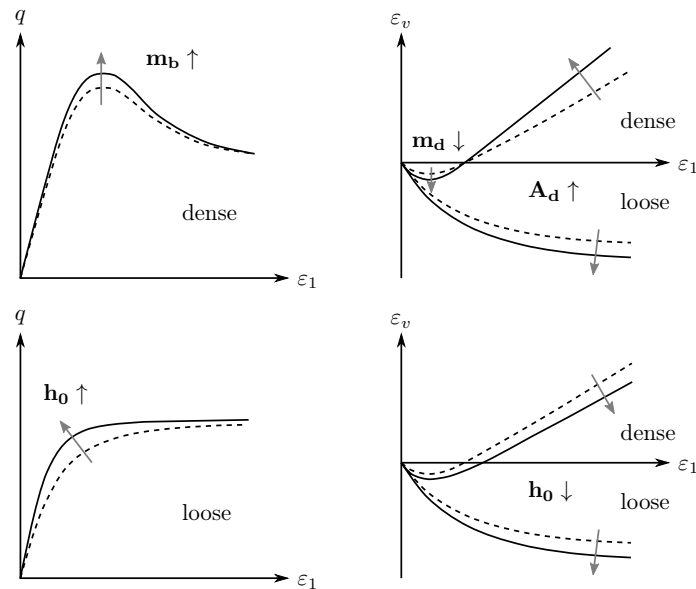 q
m_b ↑
dense
ε_1
ε_v
dense
m_d ↓
ε_1
A_d ↑
loose
q
h_0 ↑
loose
ε_1
ε_v
dense
ε_1
h_0 ↓
loose